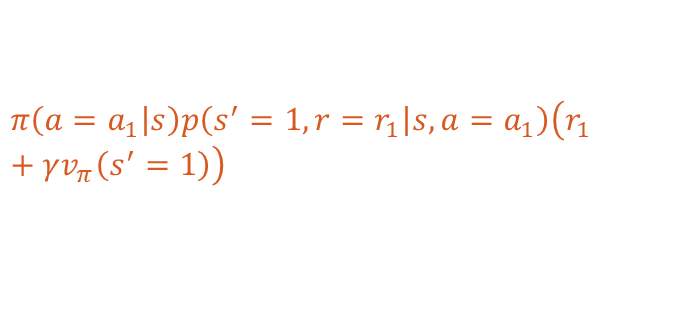 π(a = a₁|s)p(s′ = 1, r = r₁|s, a = a₁)(r₁
+ γv_π(s′ = 1))